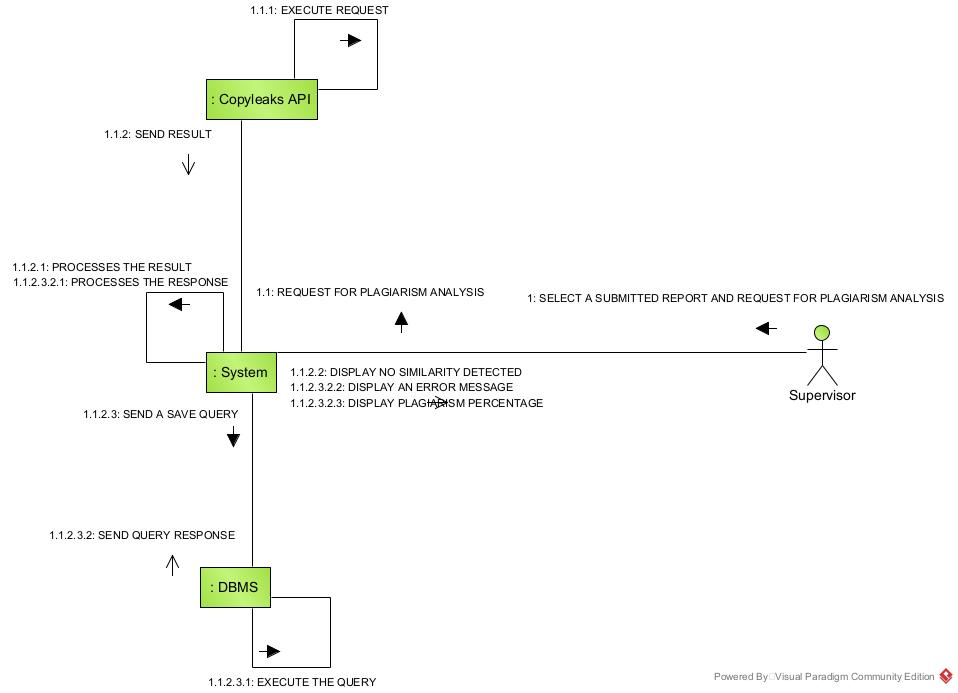 1.1.1: EXECUTE REQUEST
: Copyleaks API
1.1.2: SEND RESULT
1.1.2.1: PROCESSES THE RESULT
1.1.2.3.2.1: PROCESSES THE RESPONSE
1.1: REQUEST FOR PLAGIARISM ANALYSIS
1: SELECT A SUBMITTED REPORT AND REQUEST FOR PLAGIARISM ANALYSIS
: System
1.1.2.2: DISPLAY NO SIMILARITY DETECTED
1.1.2.3.2.2: DISPLAY AN ERROR MESSAGE
1.1.2.3.2.3: DISPLAY PLAGIARISM PERCENTAGE
Supervisor
1.1.2.3: SEND A SAVE QUERY
1.1.2.3.2: SEND QUERY RESPONSE
: DBMS
1.1.2.3.1: EXECUTE THE QUERY
Powered By Visual Paradigm Community Edition